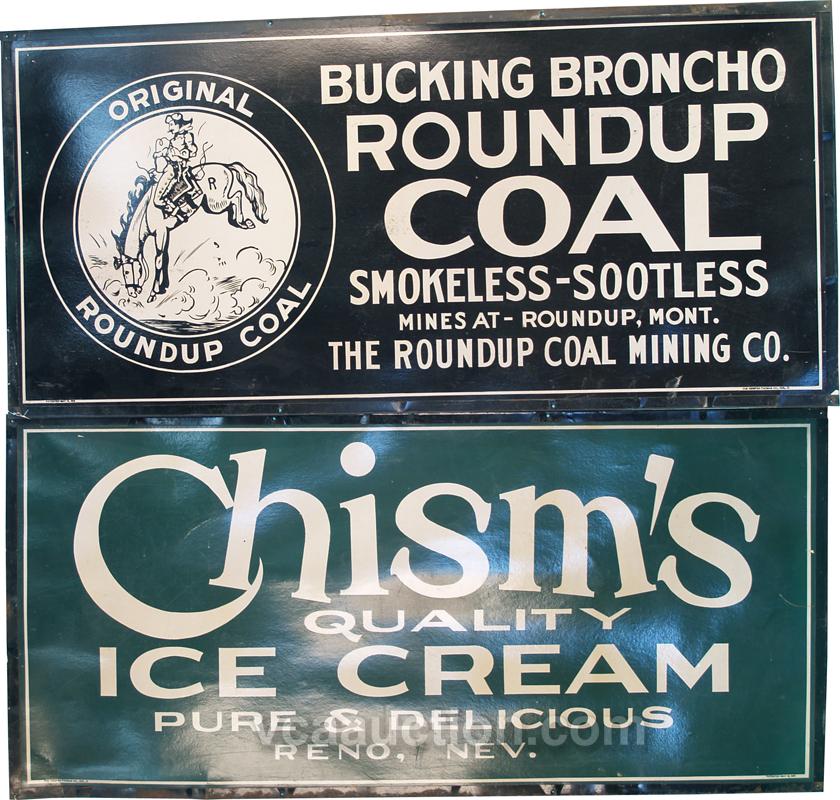 ORIGINAL
ROUNDUP COAL
R
BUCKING BRONCHO
ROUNDUP
COAL
SMOKELESS-SOOTLESS
MINES AT- ROUNDUP, MONT.
THE ROUNDUP COAL MINING CO.
Chism's
QUALITY
ICE CREAM
PURE & DELICIOUS
vcaauction.com
RENO, NEV.